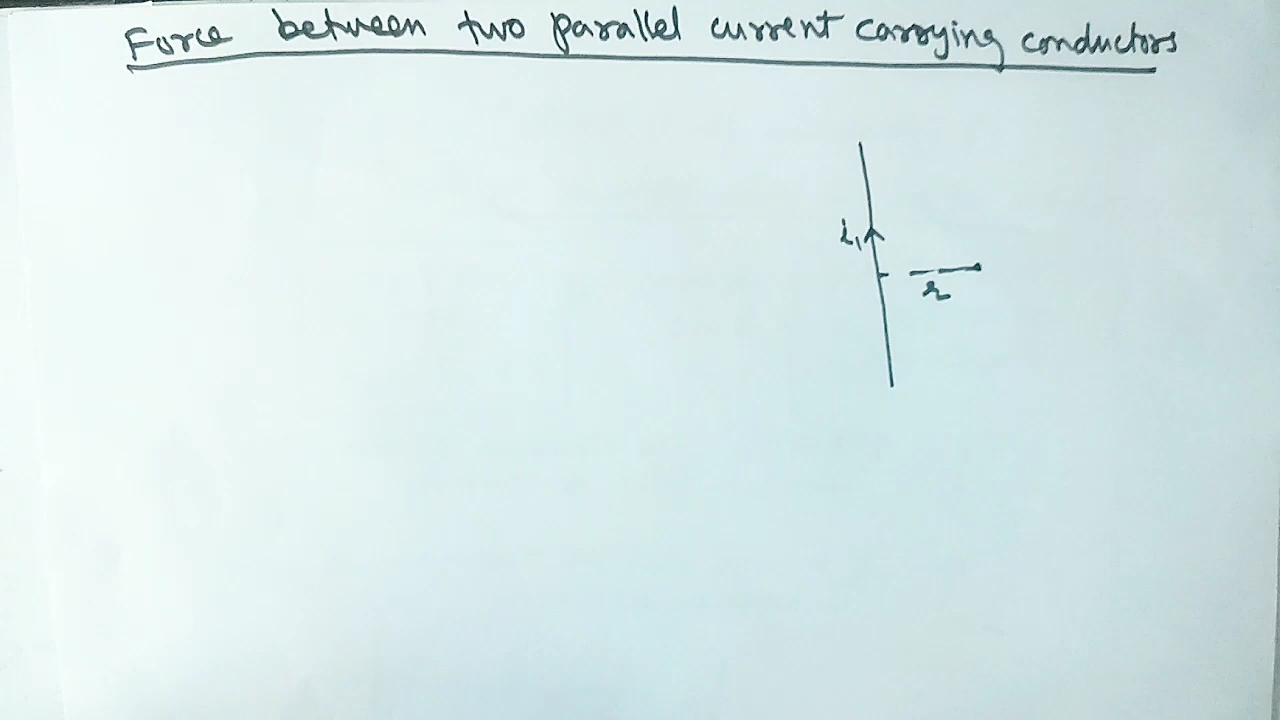 Force between two parallel current carrying conductors
i₁
r